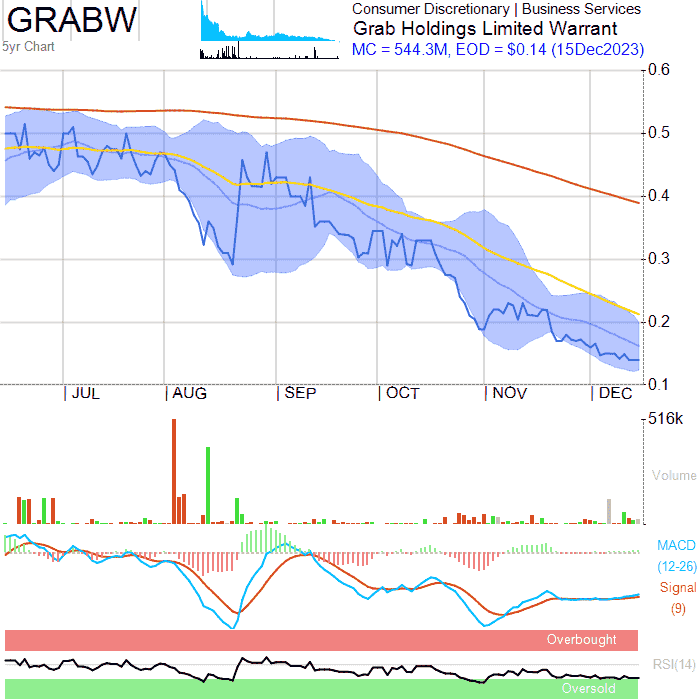 GRABW
5yr Chart
Consumer Discretionary | Business Services
Grab Holdings Limited Warrant
MC = 544.3M, EOD = $0.14 (15Dec2023)
0.6
0.5
0.4
0.3
0.2
0.1
JUL AUG SEP OCT NOV DEC
516k
Volume
MACD
(12-26)
Signal
(9)
Overbought
RSI(14)
Oversold